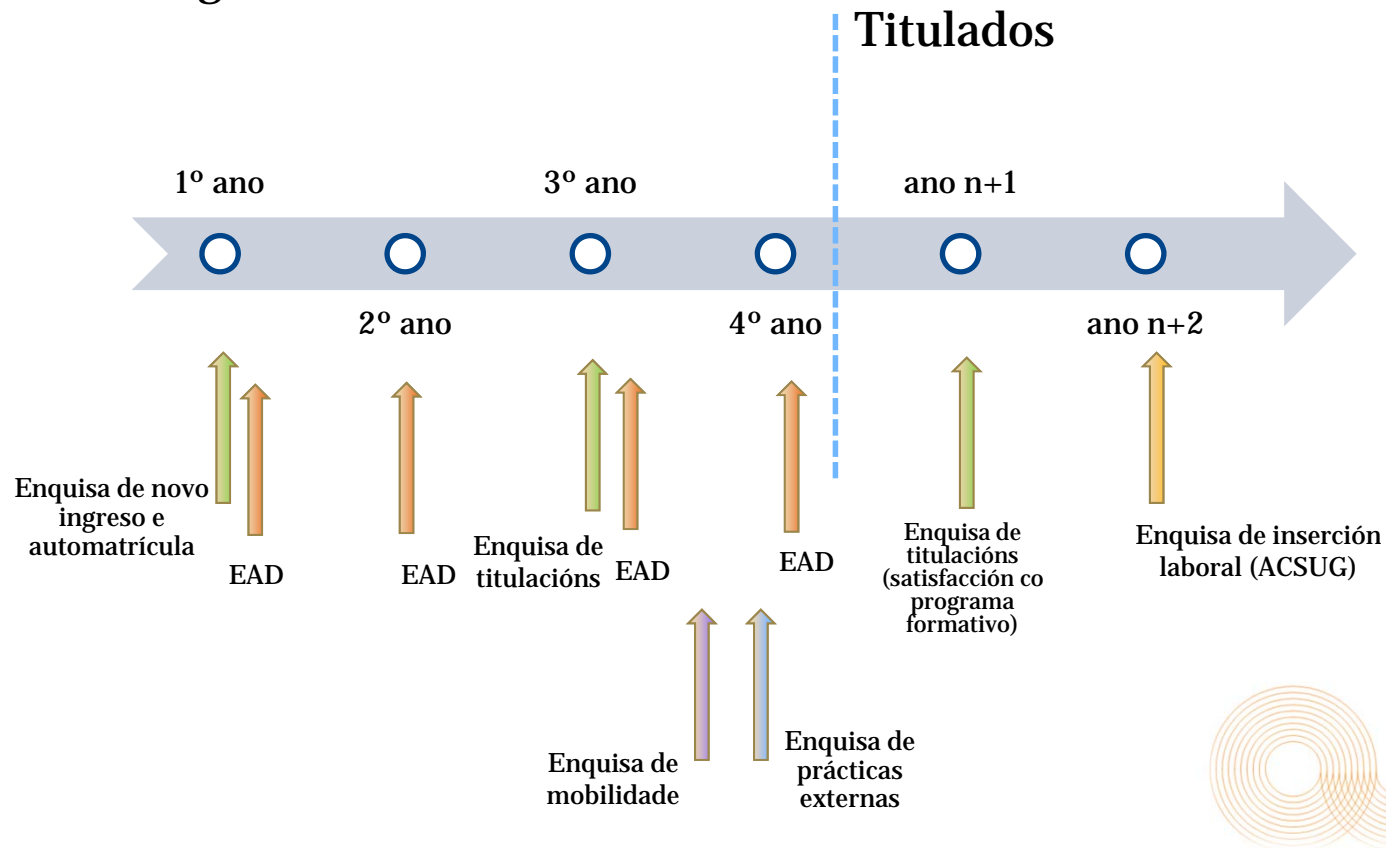 Titulados
1º ano
3º ano
ano n+1
2º ano
4º ano
ano n+2
Enquisa de novo
ingreso e
automatrícula
EAD
EAD
Enquisa de
titulacións
EAD
EAD
Enquisa de
titulacións
(satisfacción co
programa
formativo)
Enquisa de inserción
laboral (ACSUG)
Enquisa de
mobilidade
Enquisa de
prácticas
externas